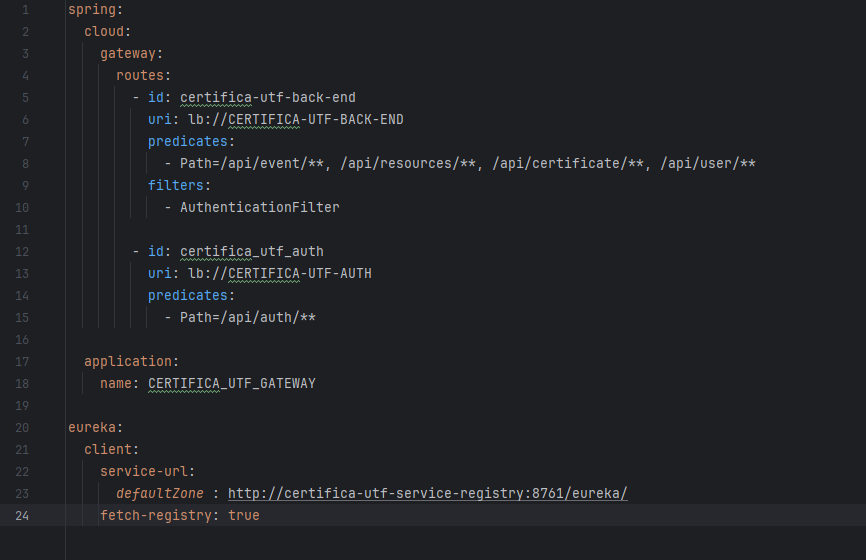 1 spring:
2   cloud:
3     gateway:
4       routes:
5         - id: certifica-utf-back-end
6           uri: lb://CERTIFICA-UTF-BACK-END
7           predicates:
8             - Path=/api/event/**, /api/resources/**, /api/certificate/**, /api/user/**
9           filters:
10             - AuthenticationFilter
11
12         - id: certifica_utf_auth
13           uri: lb://CERTIFICA-UTF-AUTH
14           predicates:
15             - Path=/api/auth/**
16
17   application:
18     name: CERTIFICA_UTF_GATEWAY
19
20 eureka:
21   client:
22     service-url:
23       defaultZone : http://certifica-utf-service-registry:8761/eureka/
24     fetch-registry: true